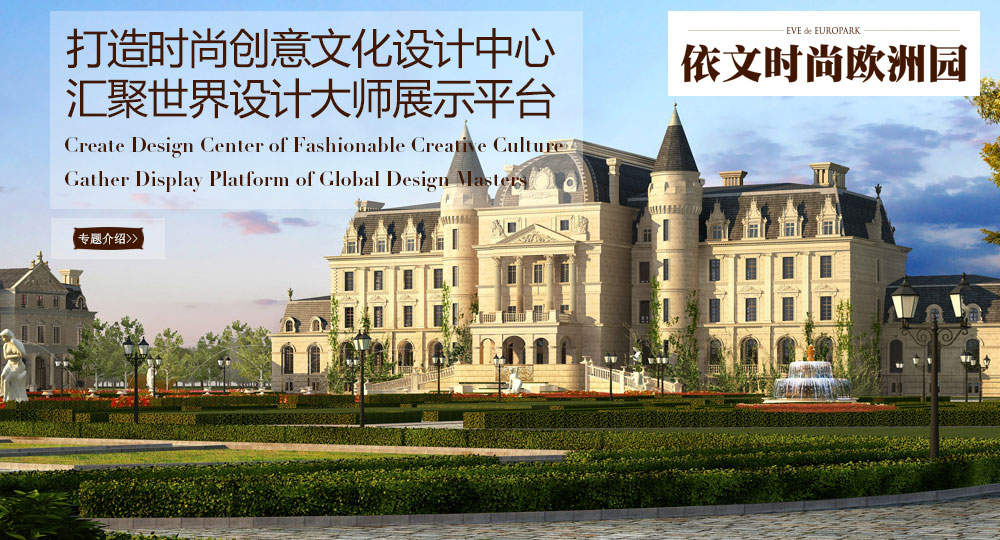 打造时尚创意文化设计中心
汇聚世界设计大师展示平台
Create Design Center of Fashionable Creative Culture
Gather Display Platform of Global Design Masters
专题介绍>>
EVE de EUROPARK
依文时尚欧洲园